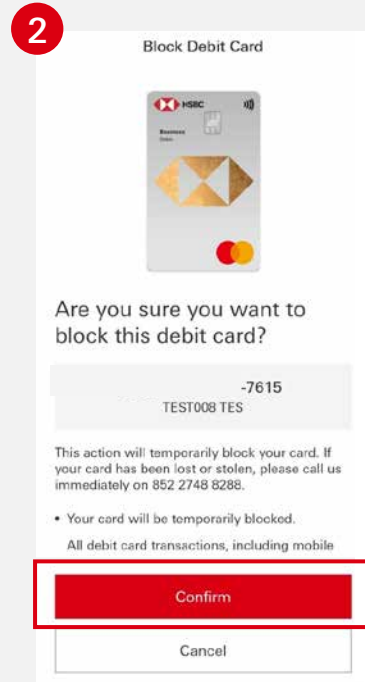 2
Block Debit Card
HSBC
Business
Debit
Are you sure you want to
block this debit card?
-7615
TEST008 TES
This action will temporarily block your card. If
your card has been lost or stolen, please call us
immediately on 852 2748 8288.
• Your card will be temporarily blocked.
All debit card transactions, including mobile
Confirm
Cancel